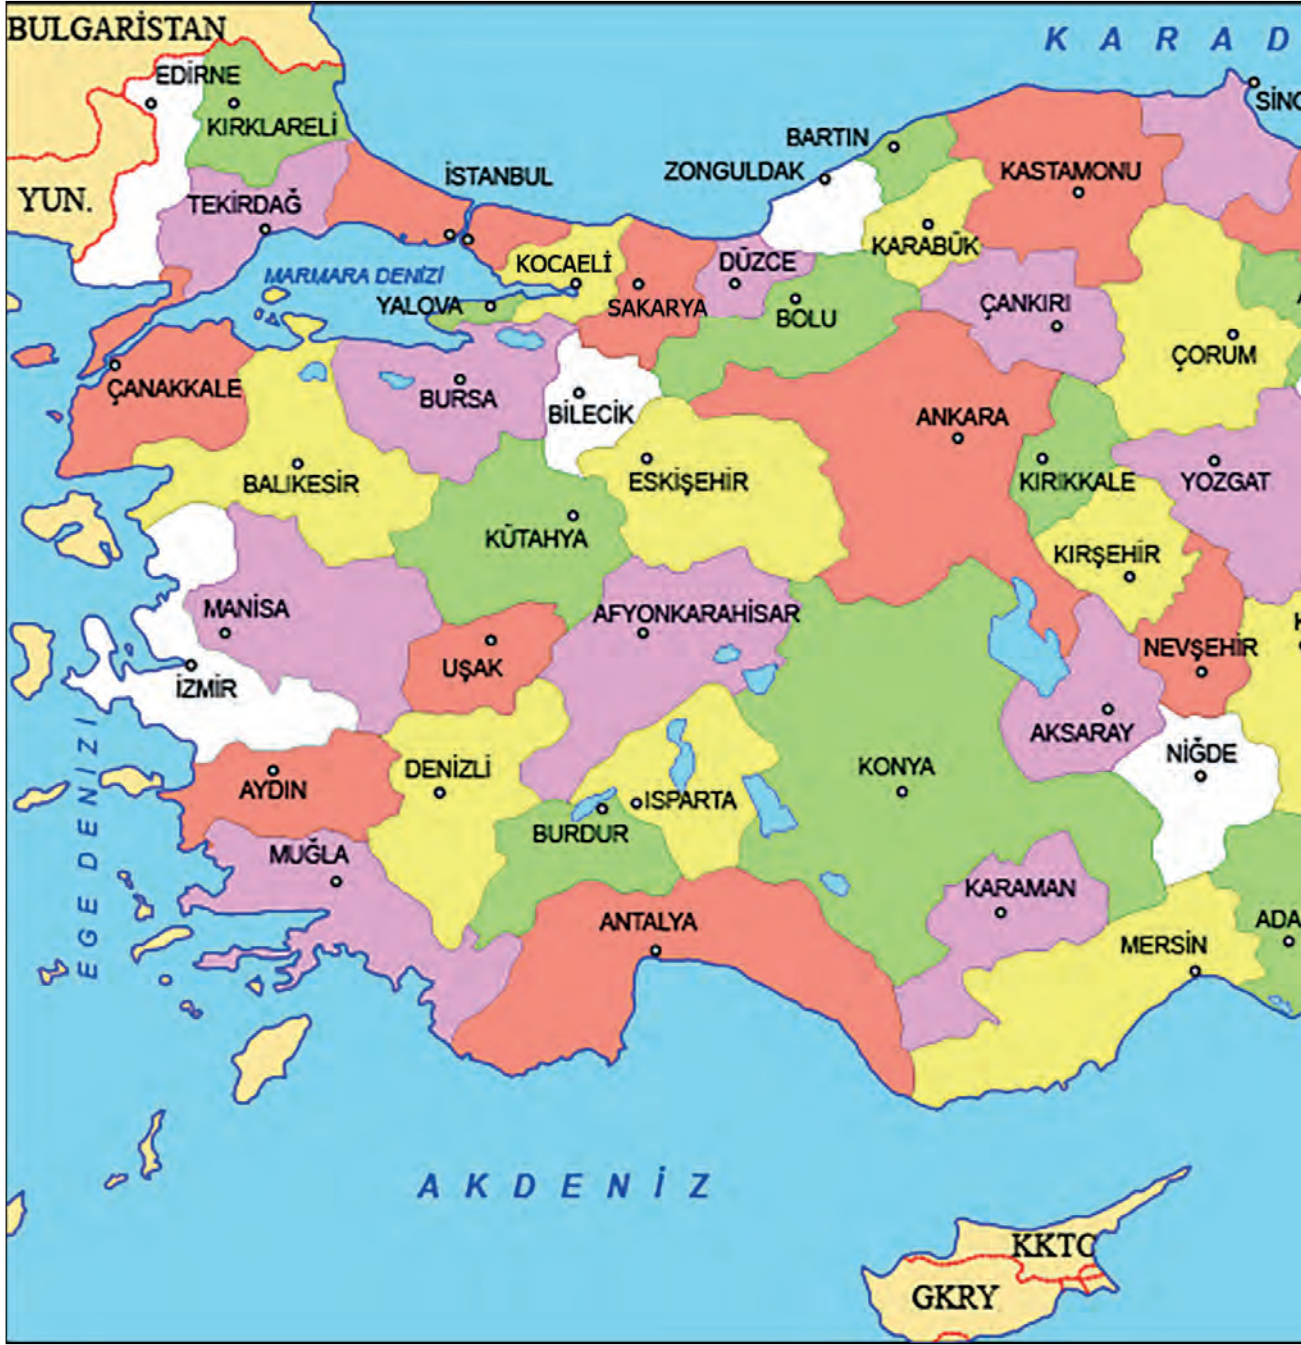 BULGARİSTAN
K A R A D
EDİRNE
SİNO
KIRKLARELİ
BARTIN
ZONGULDAK
KASTAMONU
İSTANBUL
YUN.
TEKİRDAĞ
KARABÜK
KOCAELİ
DÜZCE
MARMARA DENİZİ
YALOVA
SAKARYA
BOLU
ÇANKIRI
ÇORUM
ÇANAKKALE
BURSA
BİLECİK
ANKARA
BALIKESİR
ESKİŞEHİR
KIRIKKALE
YOZGAT
KÜTAHYA
KIRŞEHİR
MANİSA
AFYONKARAHİSAR
K
UŞAK
NEVŞEHİR
İZMİR
AKSARAY
NİĞDE
EGE DENİZİ
DENİZLİ
KONYA
AYDIN
ISPARTA
BURDUR
MUĞLA
KARAMAN
ANTALYA
ADA
MERSİN
A K D E N İ Z
KKTC
GKRY